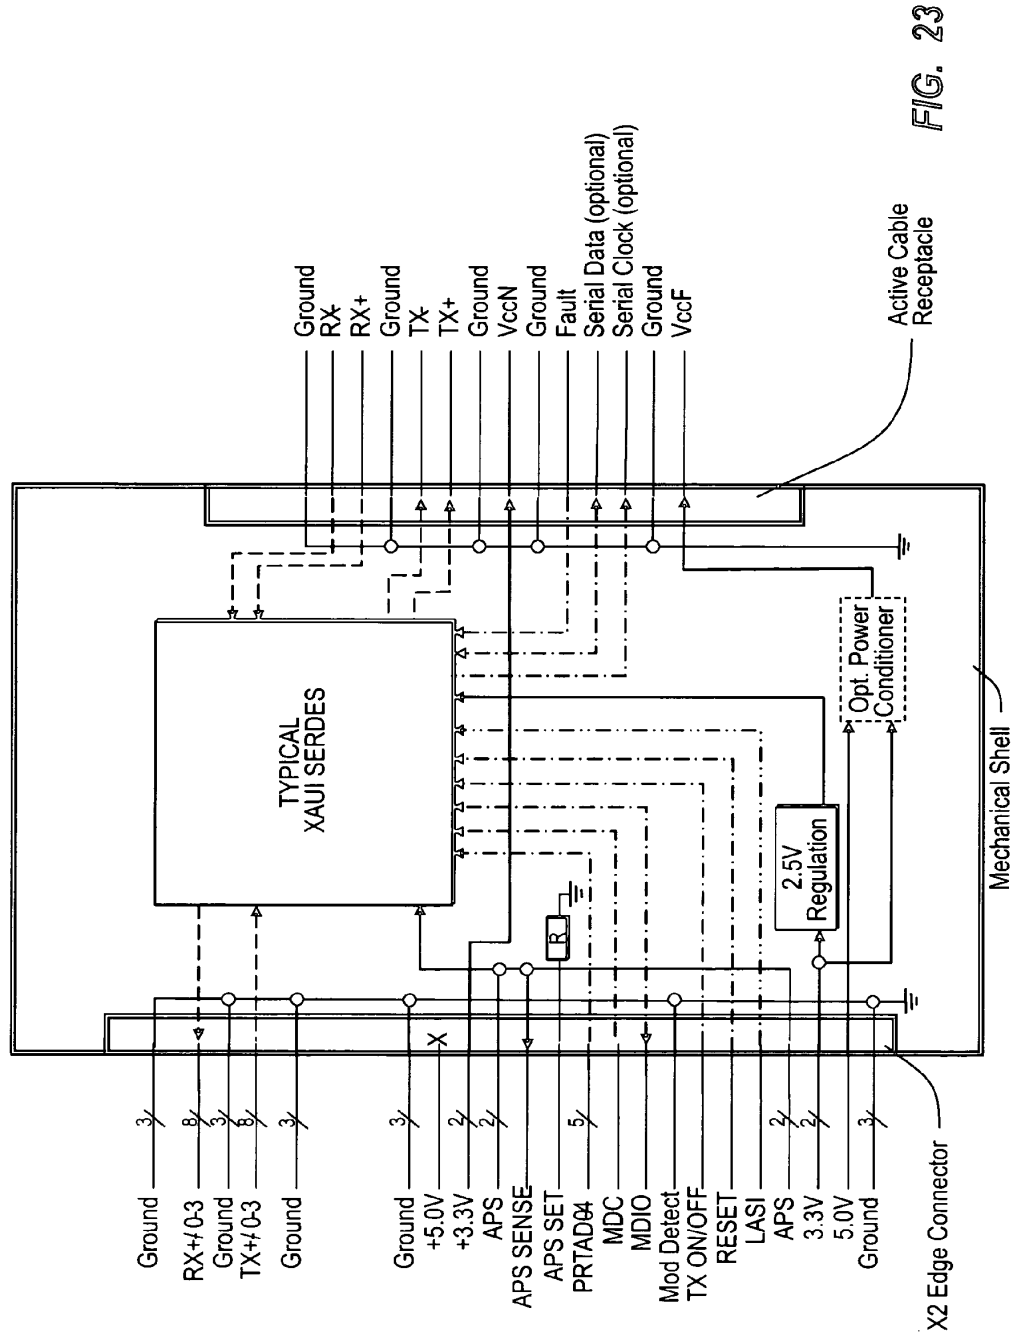 FIG. 23
Ground
RX-
RX+
Ground
TX-
TX+
Ground
VccN
Ground
Fault
Serial Data (optional)
Serial Clock (optional)
Ground
VccF
Active Cable
Receptacle
TYPICAL
XAUI SERDES
Opt. Power
Conditioner
2.5V
Regulation
R
X
Mechanical Shell
3
8
3
8
3
3
2
2
5
2
2
3
Ground
RX+/0-3
Ground
TX+/0-3
Ground
Ground
+5.0V
+3.3V
APS
APS SENSE
APS SET
PRTAD04
MDC
MDIO
Mod Detect
TX ON/OFF
RESET
LASI
APS
3.3V
5.0V
Ground
X2 Edge Connector